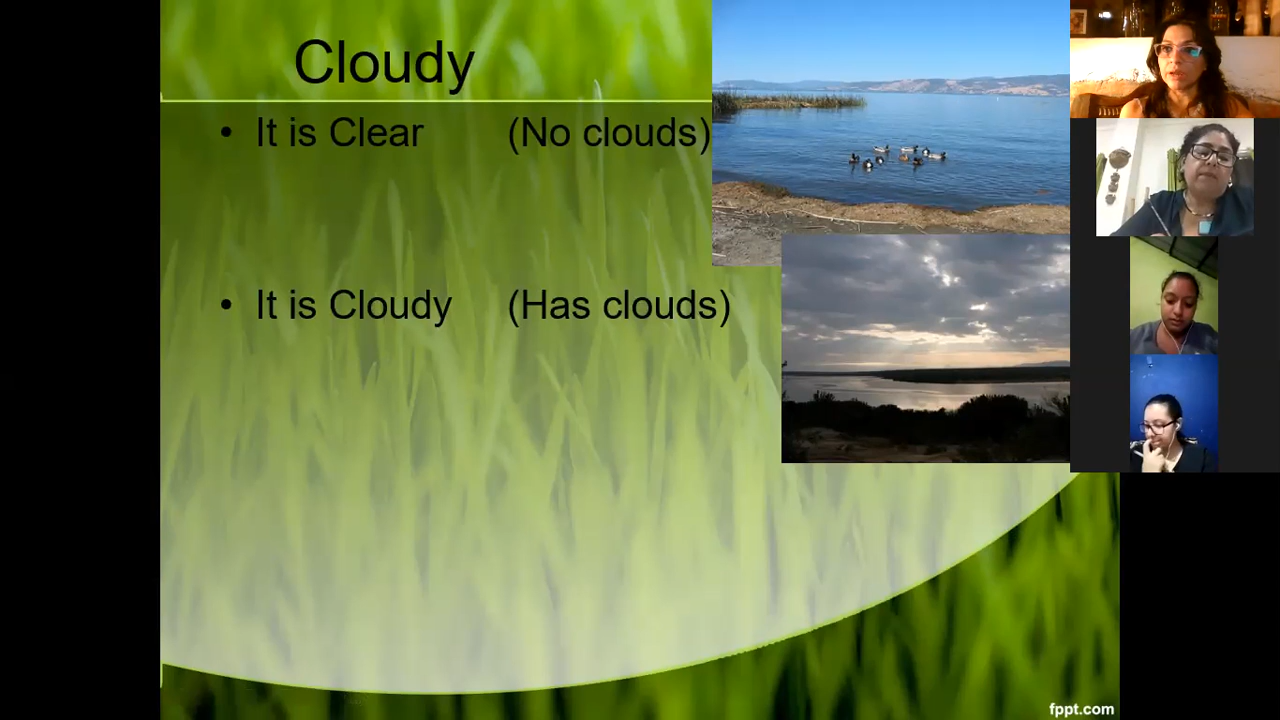 Cloudy
• It is Clear (No clouds)
• It is Cloudy (Has clouds)
fppt.com